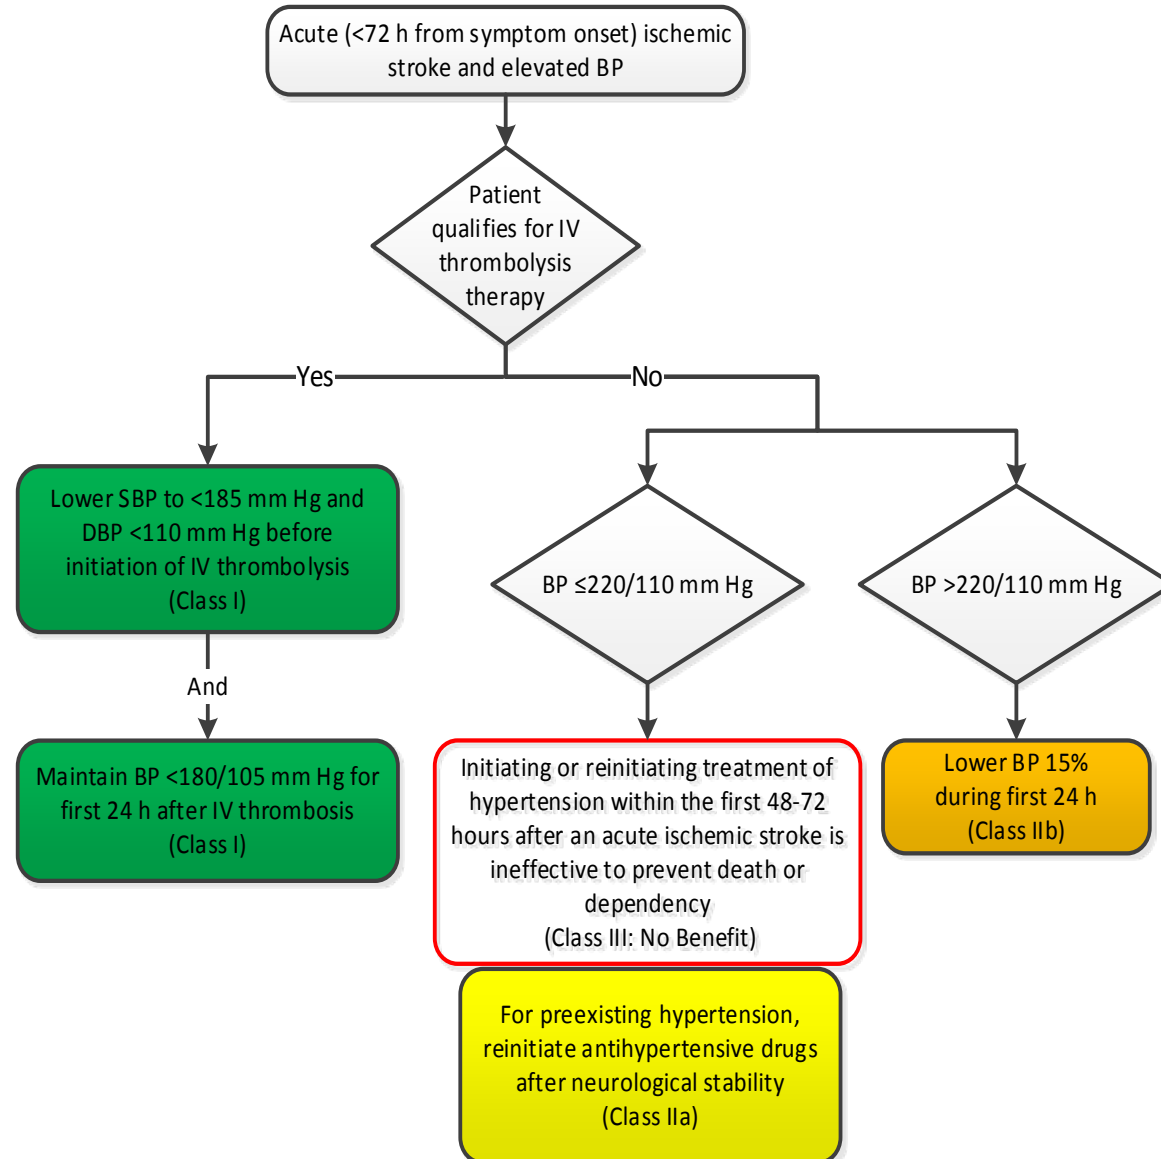 Acute (<72 h from symptom onset) ischemic
stroke and elevated BP
Patient
qualifies for IV
thrombolysis
therapy
Yes
No
Lower SBP to <185 mm Hg and
DBP <110 mm Hg before
initiation of IV thrombolysis
(Class I)
And
Maintain BP <180/105 mm Hg for
first 24 h after IV thrombosis
(Class I)
BP ≤220/110 mm Hg
BP >220/110 mm Hg
Initiating or reinitiating treatment of
hypertension within the first 48-72
hours after an acute ischemic stroke is
ineffective to prevent death or
dependency
(Class III: No Benefit)
Lower BP 15%
during first 24 h
(Class IIb)
For preexisting hypertension,
reinitiate antihypertensive drugs
after neurological stability
(Class IIa)